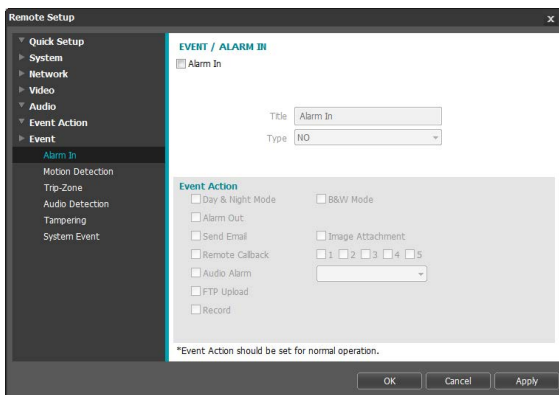 Remote Setup
x
Quick Setup
System
Network
Video
Audio
Event Action
Event
Alarm In
Motion Detection
Trip-Zone
Audio Detection
Tampering
System Event
EVENT / ALARM IN
Alarm In
Title Alarm In
Type NO
Event Action
Day & Night Mode B&W Mode
Alarm Out
Send Email Image Attachment
Remote Callback 1 2 3 4 5
Audio Alarm
FTP Upload
Record
*Event Action should be set for normal operation.
OK Cancel Apply